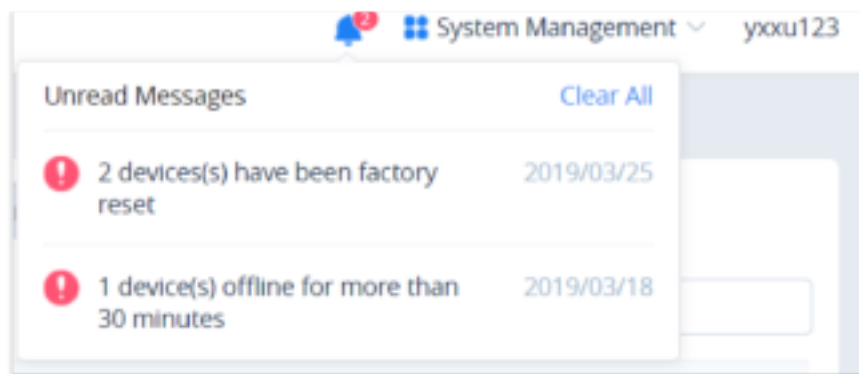 2
System Management
yxxu123
Unread Messages
Clear All
2 devices(s) have been factory
reset
2019/03/25
1 device(s) offline for more than
30 minutes
2019/03/18